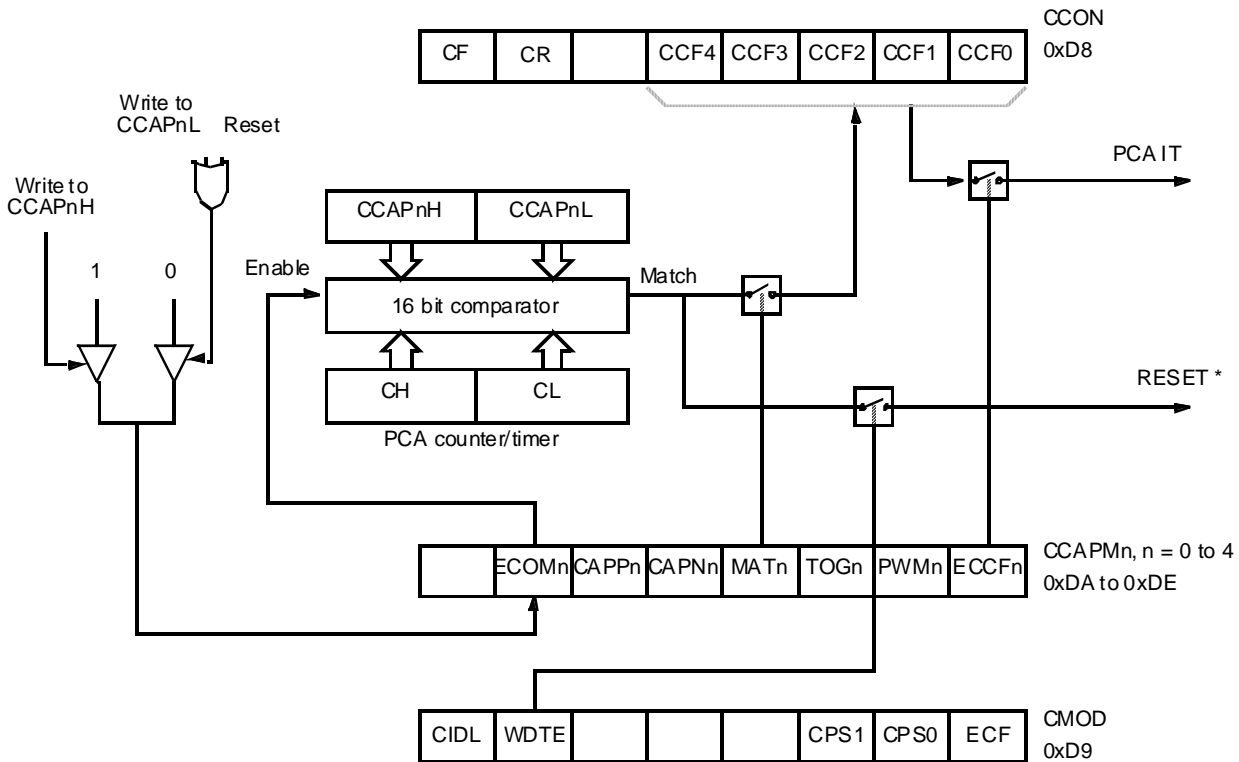 CF CR CCF4 CCF3 CCF2 CCF1 CCF0
CCON
0xD8
Write to
CCAPnL Reset
PCA IT
Write to
CCAPnH
CCAPnH CCAPnL
1 0
Enable
Match
16 bit comparator
RESET *
CH CL
PCA counter/timer
ECOMn CAPPn CAPNn MATn TOGn PWMn ECCFn
CCAPMn, n = 0 to 4
0xDA to 0xDE
CIDL WDTE CPS1 CPS0 ECF
CMOD
0xD9